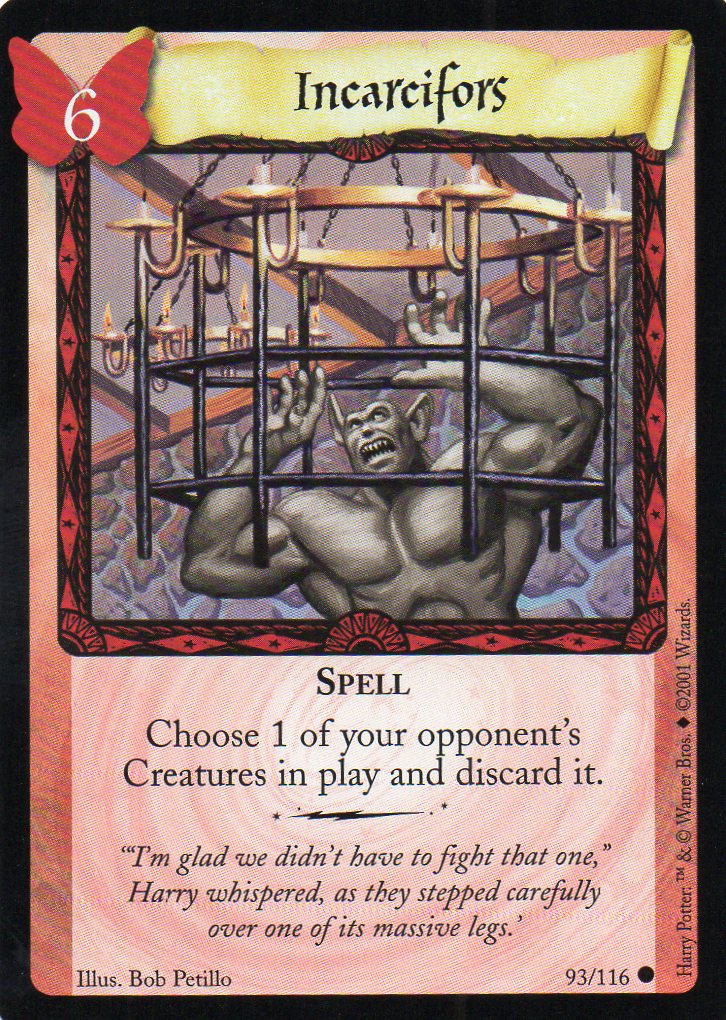 6
Incarcifors
SPELL
Choose 1 of your opponent's
Creatures in play and discard it.
“‘I'm glad we didn't have to fight that one,”
Harry whispered, as they stepped carefully
over one of its massive legs.’
Illus. Bob Petillo
93/116
Harry Potter: ™ & © Warner Bros. ◆ ©2001 Wizards.